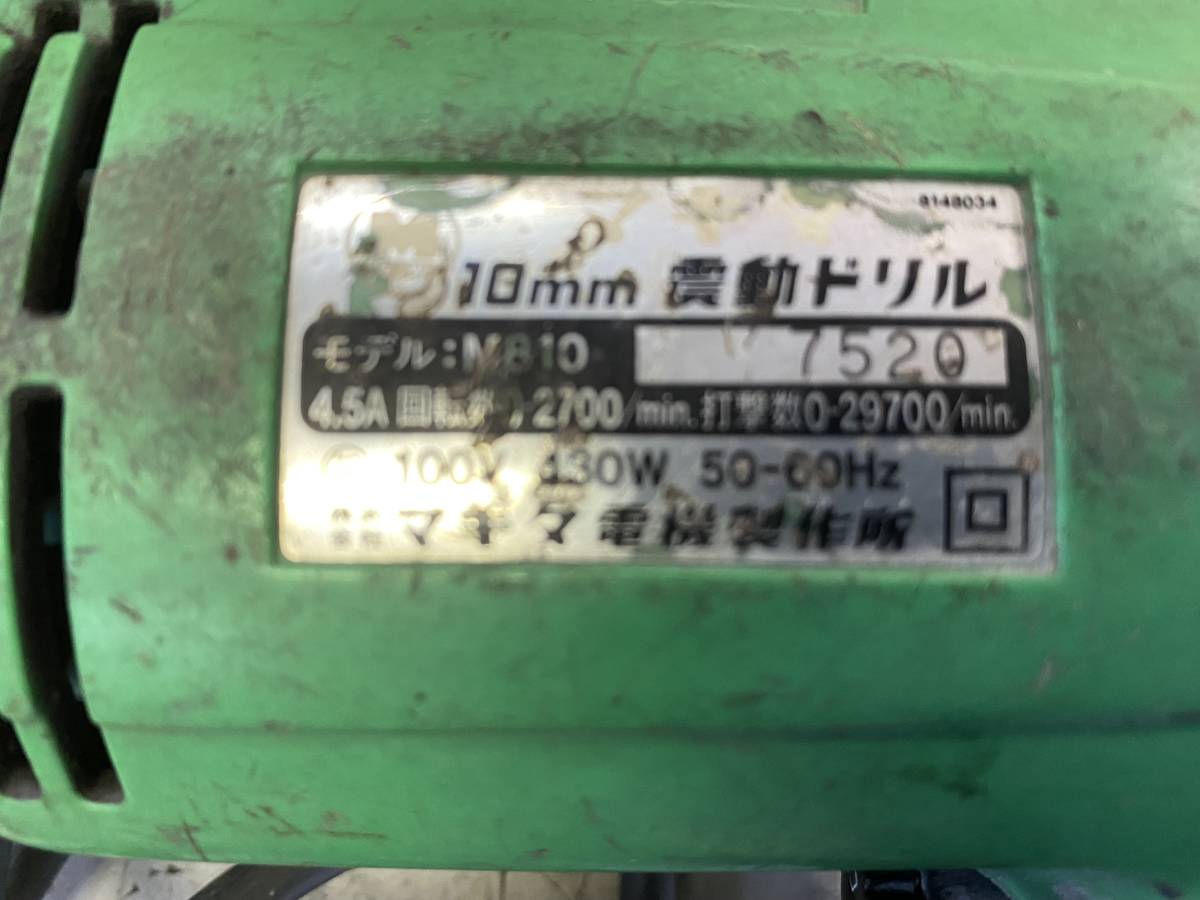 8148034
10mm 震動ドリル
モデル:M810 7520
4.5A 回転数0-2700/min. 打撃数0-29700/min.
100V 430W 50-60Hz
マキタ電機製作所